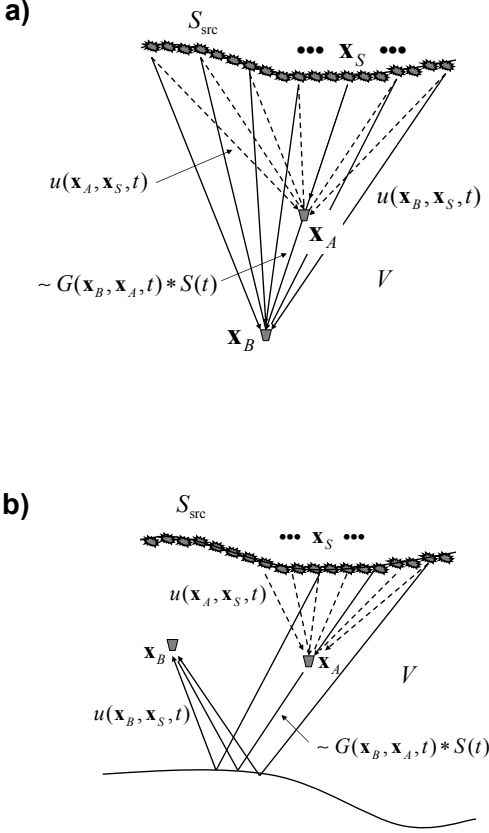 a)
S_src
••• x_S •••
u(x_A, x_S, t)
u(x_B, x_S, t)
x_A
~ G(x_B, x_A, t) * S(t)
V
x_B
b)
S_src
••• x_S •••
u(x_A, x_S, t)
x_B
x_A
V
u(x_B, x_S, t)
~ G(x_B, x_A, t) * S(t)